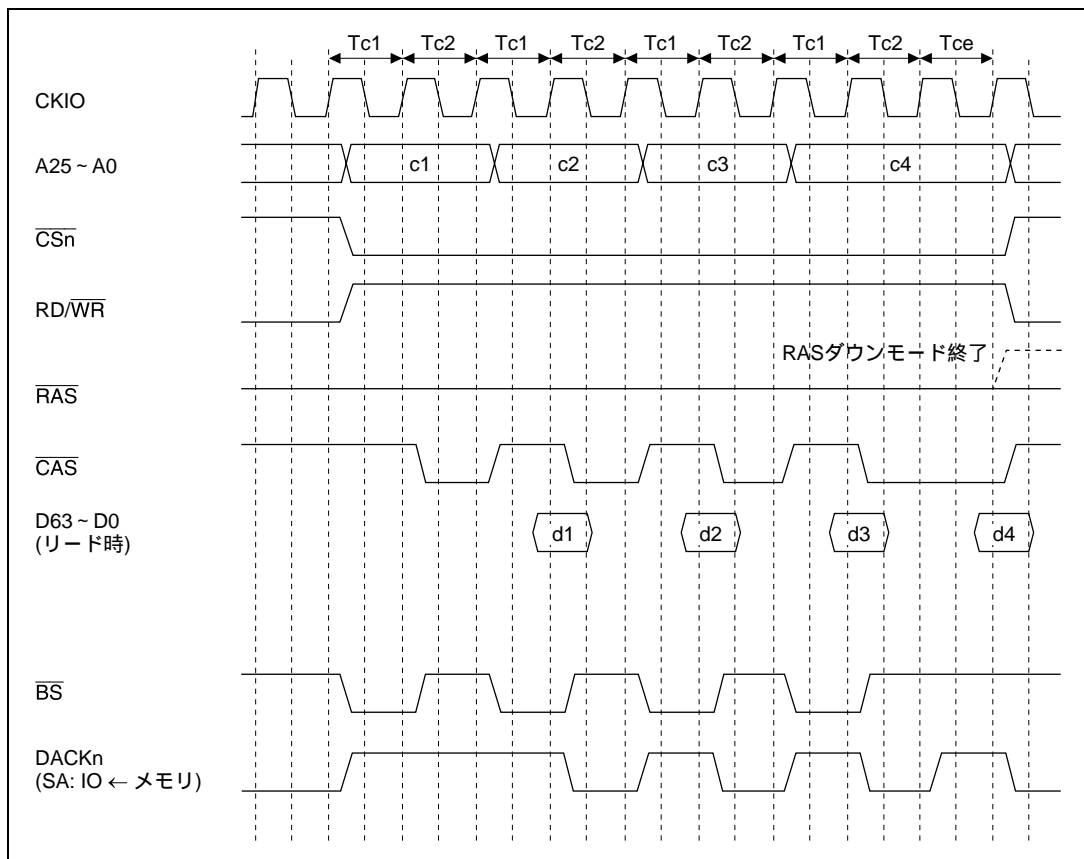 Tc1 Tc2 Tc1 Tc2 Tc1 Tc2 Tc1 Tc2 Tce
CKIO
A25 ~ A0 c1 c2 c3 c4
CSn
RD/WR
RASダウンモード終了
RAS
CAS
D63 ~ D0
(リード時) d1 d2 d3 d4
BS
DACKn
(SA: IO ← メモリ)